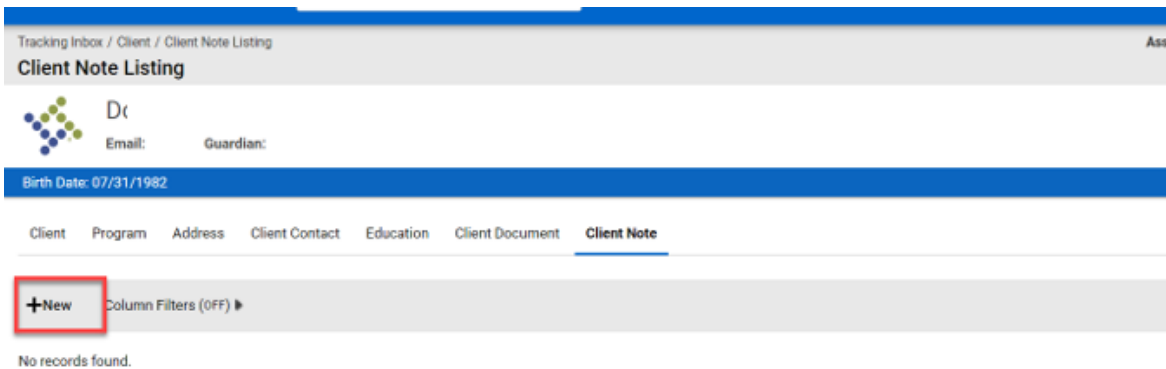 Tracking Inbox / Client / Client Note Listing
Ass
Client Note Listing
Email: Guardian:
Birth Date: 07/31/1982
Client Program Address Client Contact Education Client Document Client Note
+New Column Filters (OFF)
No records found.